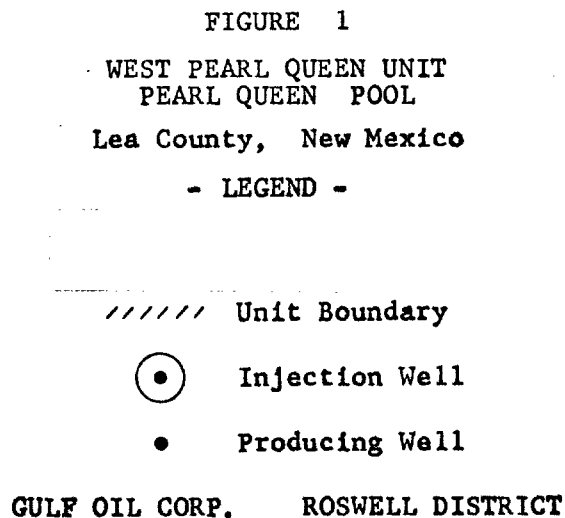 FIGURE 1
WEST PEARL QUEEN UNIT
PEARL QUEEN POOL
Lea County, New Mexico
- LEGEND -
Unit Boundary
Injection Well
Producing Well
GULF OIL CORP. ROSWELL DISTRICT